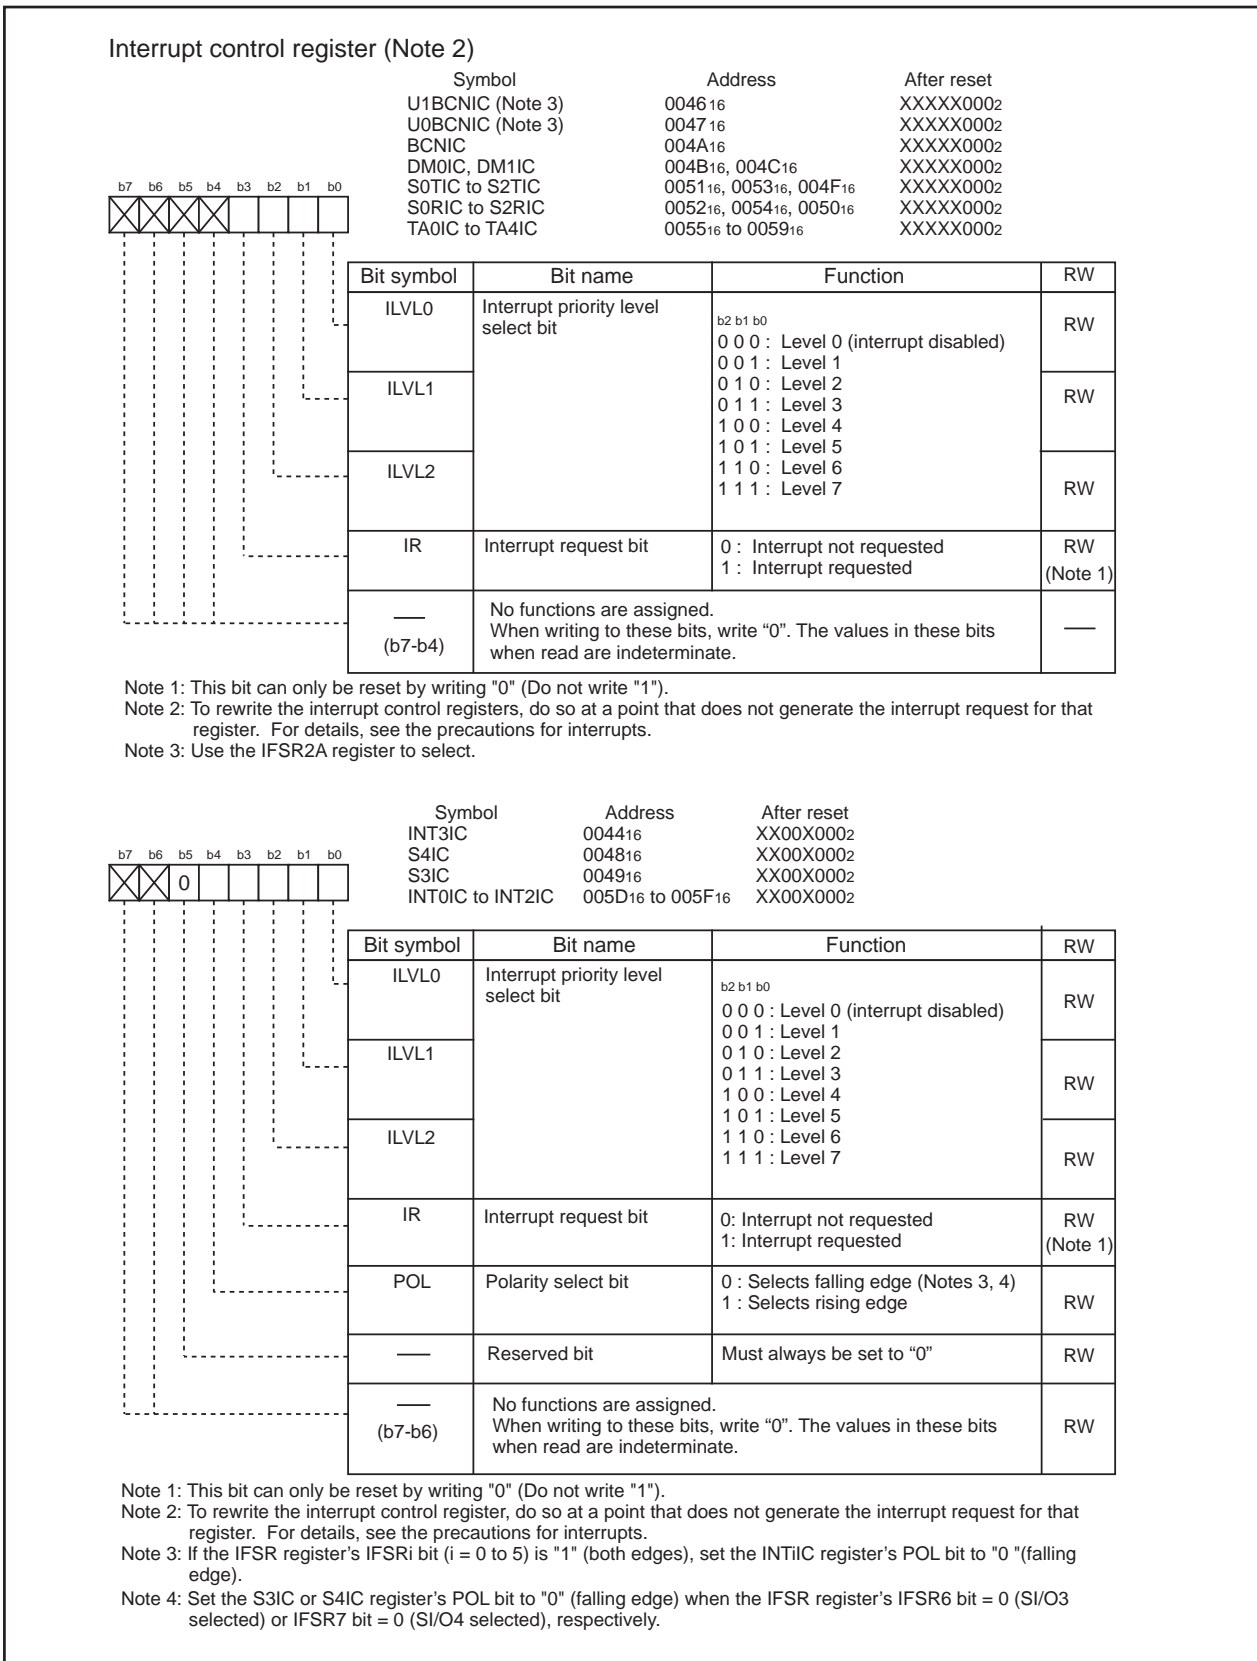 Interrupt control register (Note 2)
Symbol Address After reset
U1BCNIC (Note 3) 004616 XXXXX0002
U0BCNIC (Note 3) 004716 XXXXX0002
BCNIC 004A16 XXXXX0002
DM0IC, DM1IC 004B16, 004C16 XXXXX0002
S0TIC to S2TIC 005116, 005316, 004F16 XXXXX0002
S0RIC to S2RIC 005216, 005416, 005016 XXXXX0002
TA0IC to TA4IC 005516 to 005916 XXXXX0002
b7 b6 b5 b4 b3 b2 b1 b0
Bit symbol Bit name Function RW
ILVL0 Interrupt priority level
select bit
b2 b1 b0
RW
0 0 0 : Level 0 (interrupt disabled)
0 0 1 : Level 1
ILVL1 0 1 0 : Level 2
0 1 1 : Level 3 RW
1 0 0 : Level 4
1 0 1 : Level 5
ILVL2 1 1 0 : Level 6
1 1 1 : Level 7 RW
IR Interrupt request bit 0 : Interrupt not requested RW
1 : Interrupt requested (Note 1)
—
(b7-b4)
No functions are assigned.
When writing to these bits, write “0”. The values in these bits
when read are indeterminate.
—
Note 1: This bit can only be reset by writing "0" (Do not write "1").
Note 2: To rewrite the interrupt control registers, do so at a point that does not generate the interrupt request for that
register. For details, see the precautions for interrupts.
Note 3: Use the IFSR2A register to select.
Symbol Address After reset
INT3IC 004416 XX00X0002
S4IC 004816 XX00X0002
S3IC 004916 XX00X0002
INT0IC to INT2IC 005D16 to 005F16 XX00X0002
b7 b6 b5 b4 b3 b2 b1 b0
0
Bit symbol Bit name Function RW
ILVL0 Interrupt priority level
select bit
b2 b1 b0
RW
0 0 0 : Level 0 (interrupt disabled)
0 0 1 : Level 1
ILVL1 0 1 0 : Level 2
0 1 1 : Level 3
RW
1 0 0 : Level 4
1 0 1 : Level 5
ILVL2 1 1 0 : Level 6
1 1 1 : Level 7 RW
IR Interrupt request bit 0: Interrupt not requested RW
1: Interrupt requested (Note 1)
POL Polarity select bit 0 : Selects falling edge (Notes 3, 4)
1 : Selects rising edge RW
— Reserved bit Must always be set to “0” RW
—
(b7-b6)
No functions are assigned.
When writing to these bits, write “0”. The values in these bits
when read are indeterminate.
RW
Note 1: This bit can only be reset by writing "0" (Do not write "1").
Note 2: To rewrite the interrupt control register, do so at a point that does not generate the interrupt request for that
register. For details, see the precautions for interrupts.
Note 3: If the IFSR register’s IFSRi bit (i = 0 to 5) is "1" (both edges), set the INTiIC register’s POL bit to "0 "(falling
edge).
Note 4: Set the S3IC or S4IC register’s POL bit to "0" (falling edge) when the IFSR register’s IFSR6 bit = 0 (SI/O3
selected) or IFSR7 bit = 0 (SI/O4 selected), respectively.